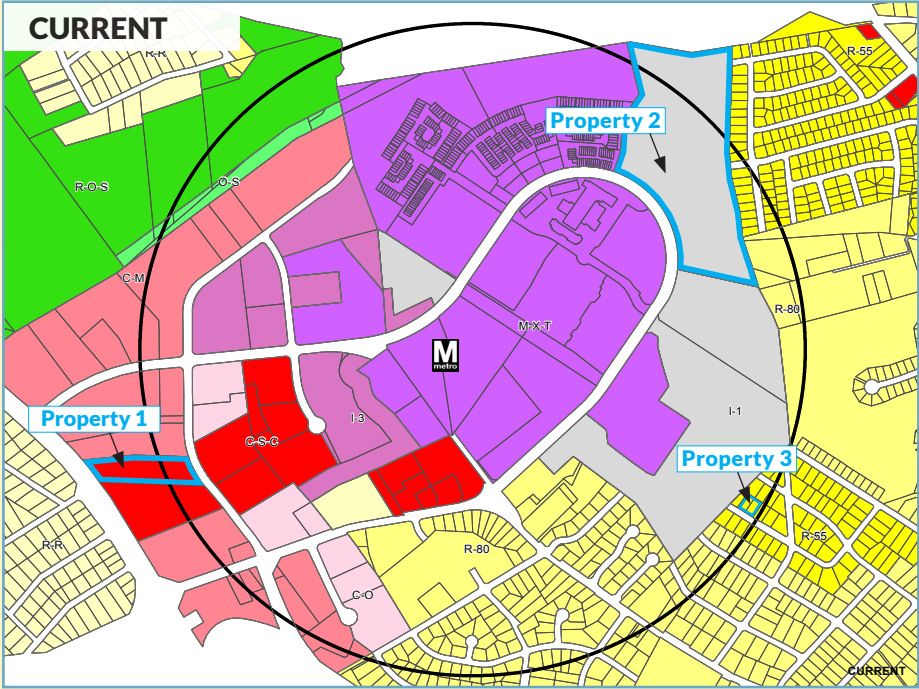 CURRENT
R-R
R-55
Property 2
R-O-S
O-S
C-M
R-80
M-X-T
M
metro
Property 1
I-3
I-1
C-S-C
Property 3
R-55
R-R
R-80
C-O
CURRENT